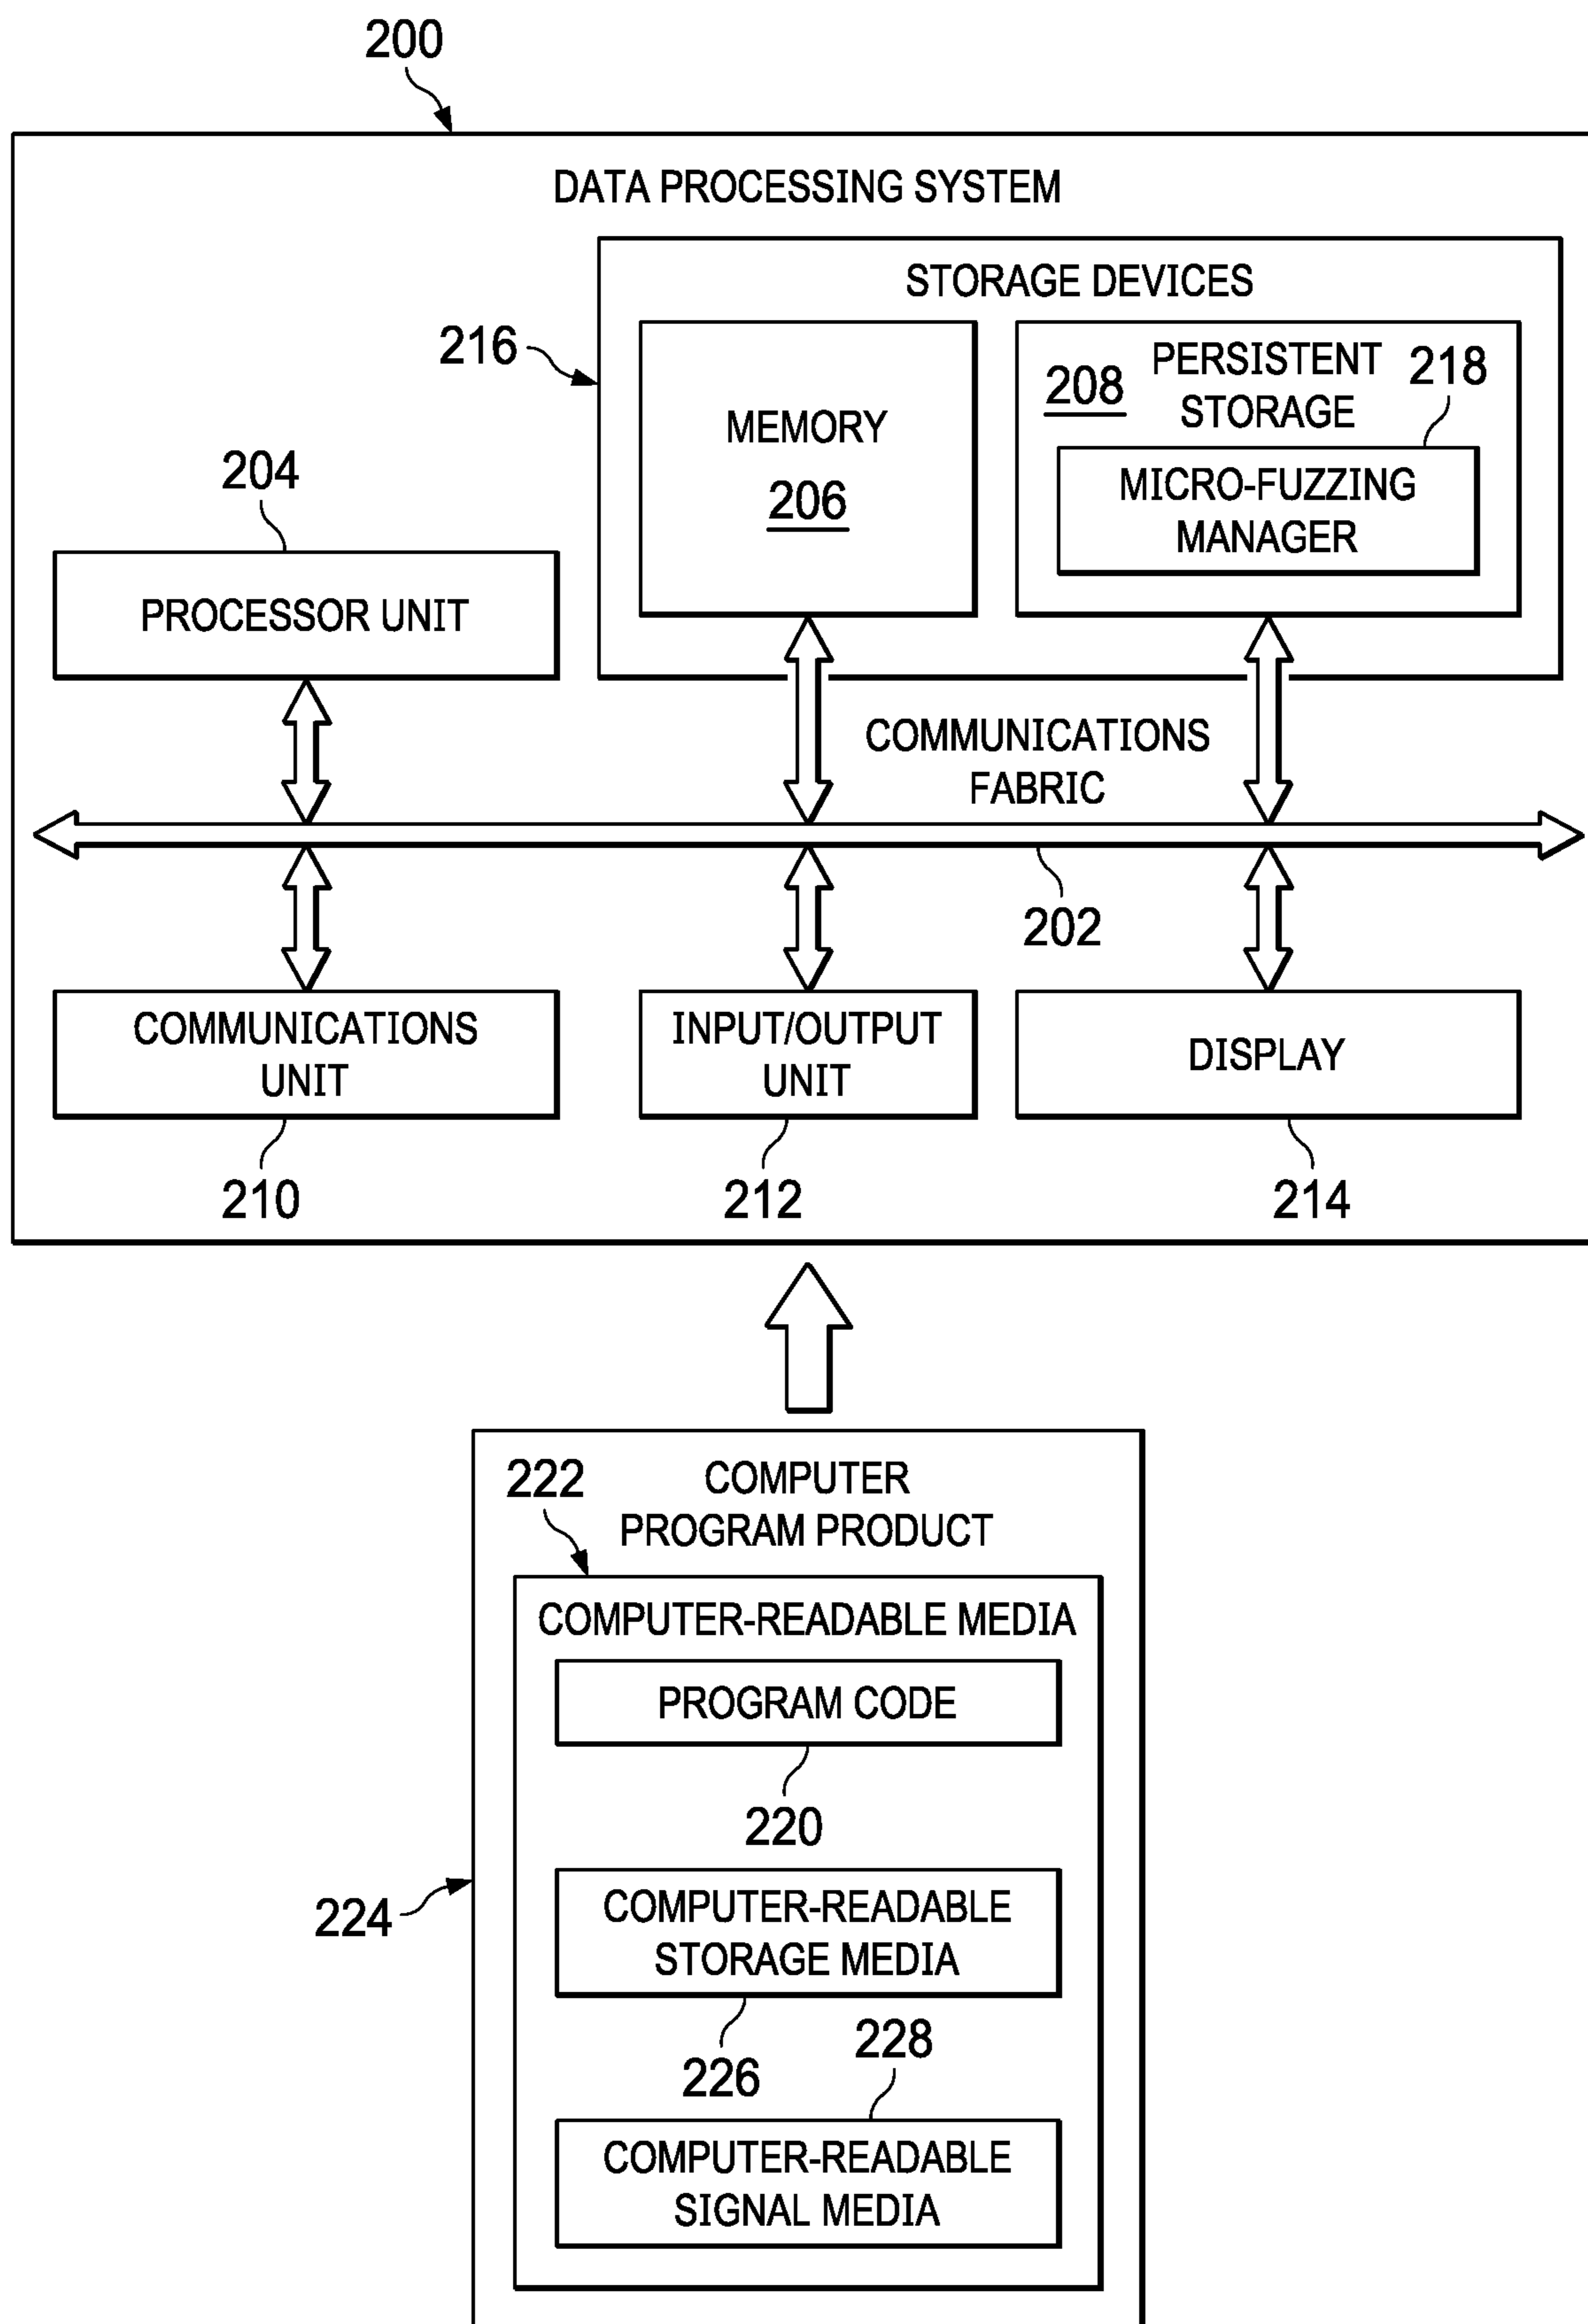 200
DATA PROCESSING SYSTEM
STORAGE DEVICES
216
MEMORY
206
208
PERSISTENT
STORAGE
218
MICRO-FUZZING
MANAGER
204
PROCESSOR UNIT
COMMUNICATIONS
FABRIC
202
COMMUNICATIONS
UNIT
210
INPUT/OUTPUT
UNIT
212
DISPLAY
214
COMPUTER
PROGRAM PRODUCT
222
COMPUTER-READABLE MEDIA
PROGRAM CODE
220
224
COMPUTER-READABLE
STORAGE MEDIA
226
228
COMPUTER-READABLE
SIGNAL MEDIA